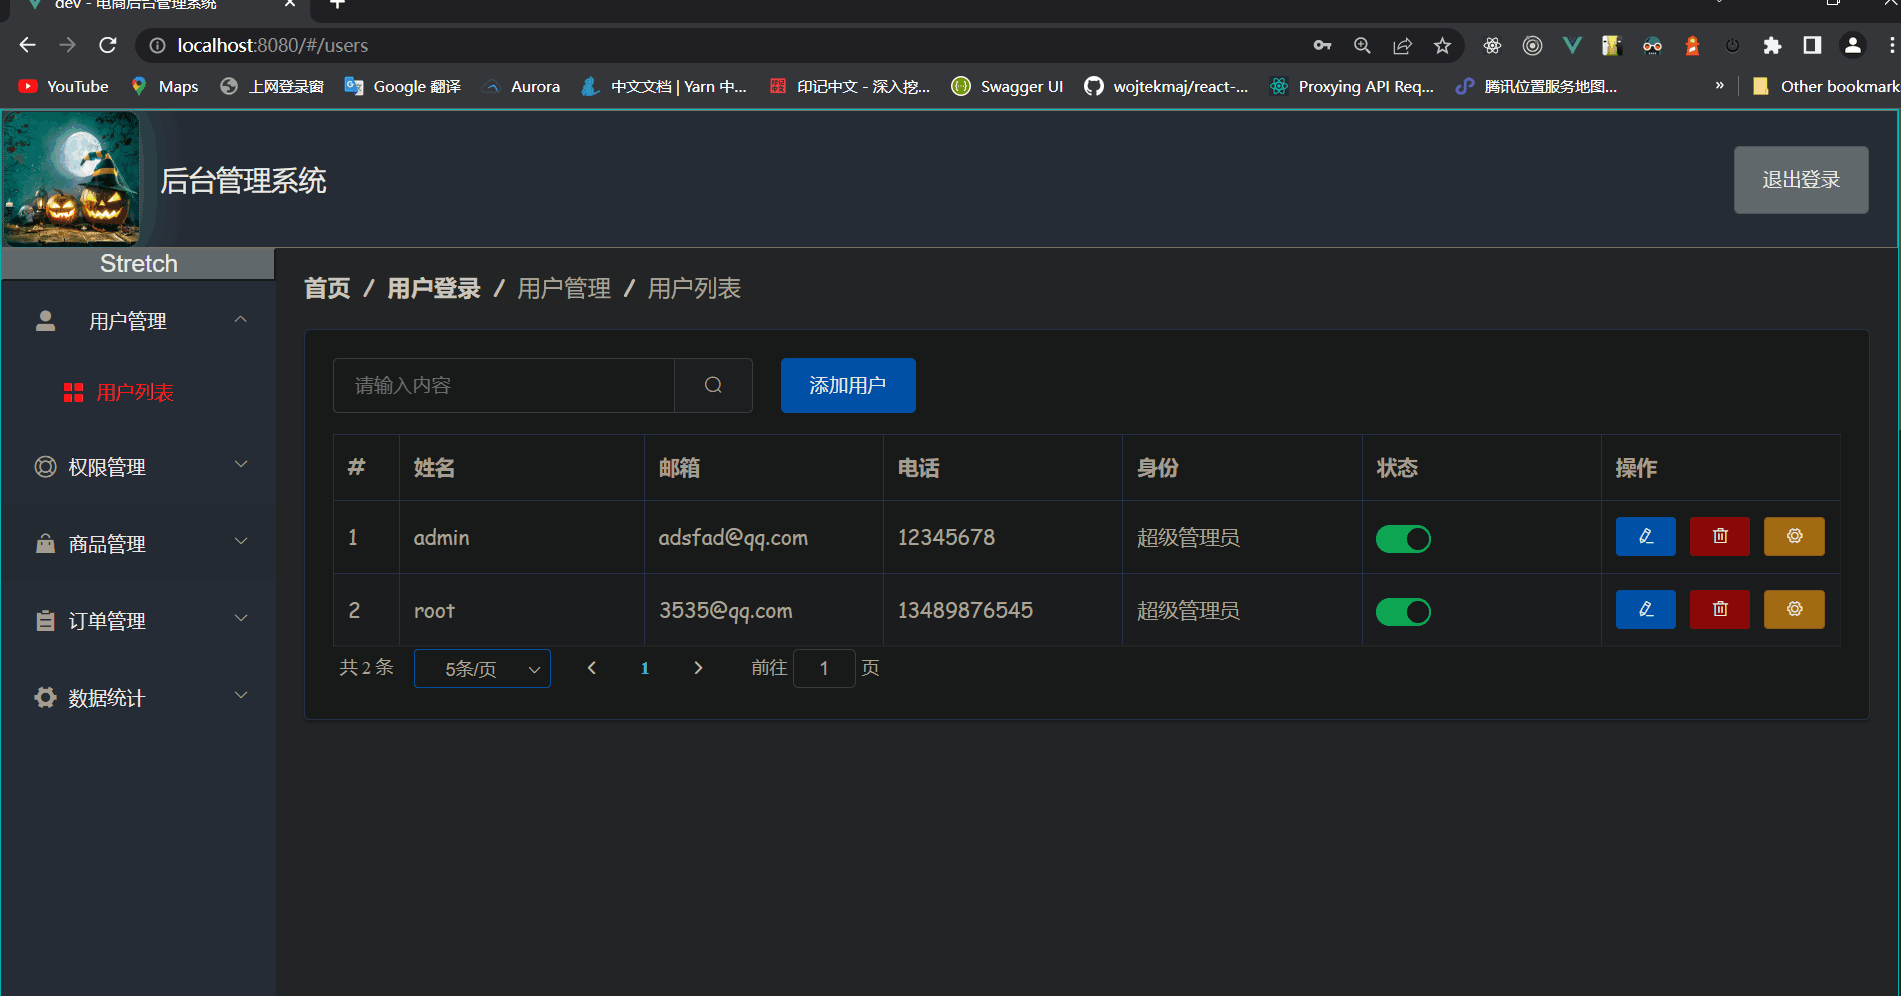 dev - 电商后台管理系统
localhost:8080/#/users
YouTube Maps 上网登录窗 Google 翻译 Aurora 中文文档 | Yarn 中... 印记中文 - 深入挖... Swagger UI wojtekmaj/react-... Proxying API Req... 腾讯位置服务地图... » Other bookmark
后台管理系统
退出登录
Stretch
首页 / 用户登录 / 用户管理 / 用户列表
用户管理
用户列表
权限管理
商品管理
订单管理
数据统计
请输入内容
添加用户
# 姓名 邮箱 电话 身份 状态 操作
1 admin adsfad@qq.com 12345678 超级管理员
2 root 3535@qq.com 13489876545 超级管理员
共 2 条 5条/页 1 前往 1 页